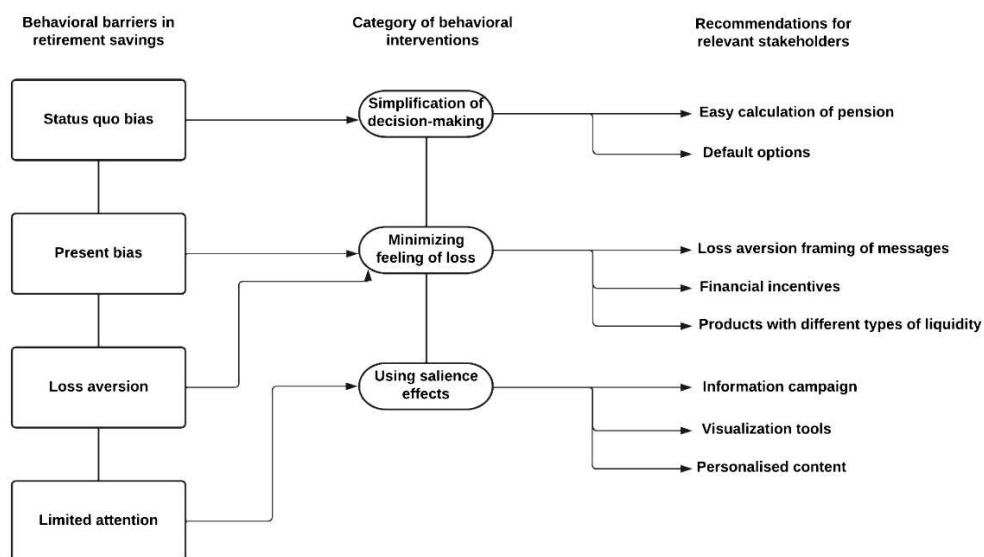 Behavioral barriers in
retirement savings
Category of behavioral
interventions
Recommendations for
relevant stakeholders
Status quo bias
Simplification of
decision-making
Easy calculation of pension
Default options
Present bias
Minimizing
feeling of loss
Loss aversion framing of messages
Financial incentives
Products with different types of liquidity
Loss aversion
Using salience
effects
Information campaign
Visualization tools
Personalised content
Limited attention